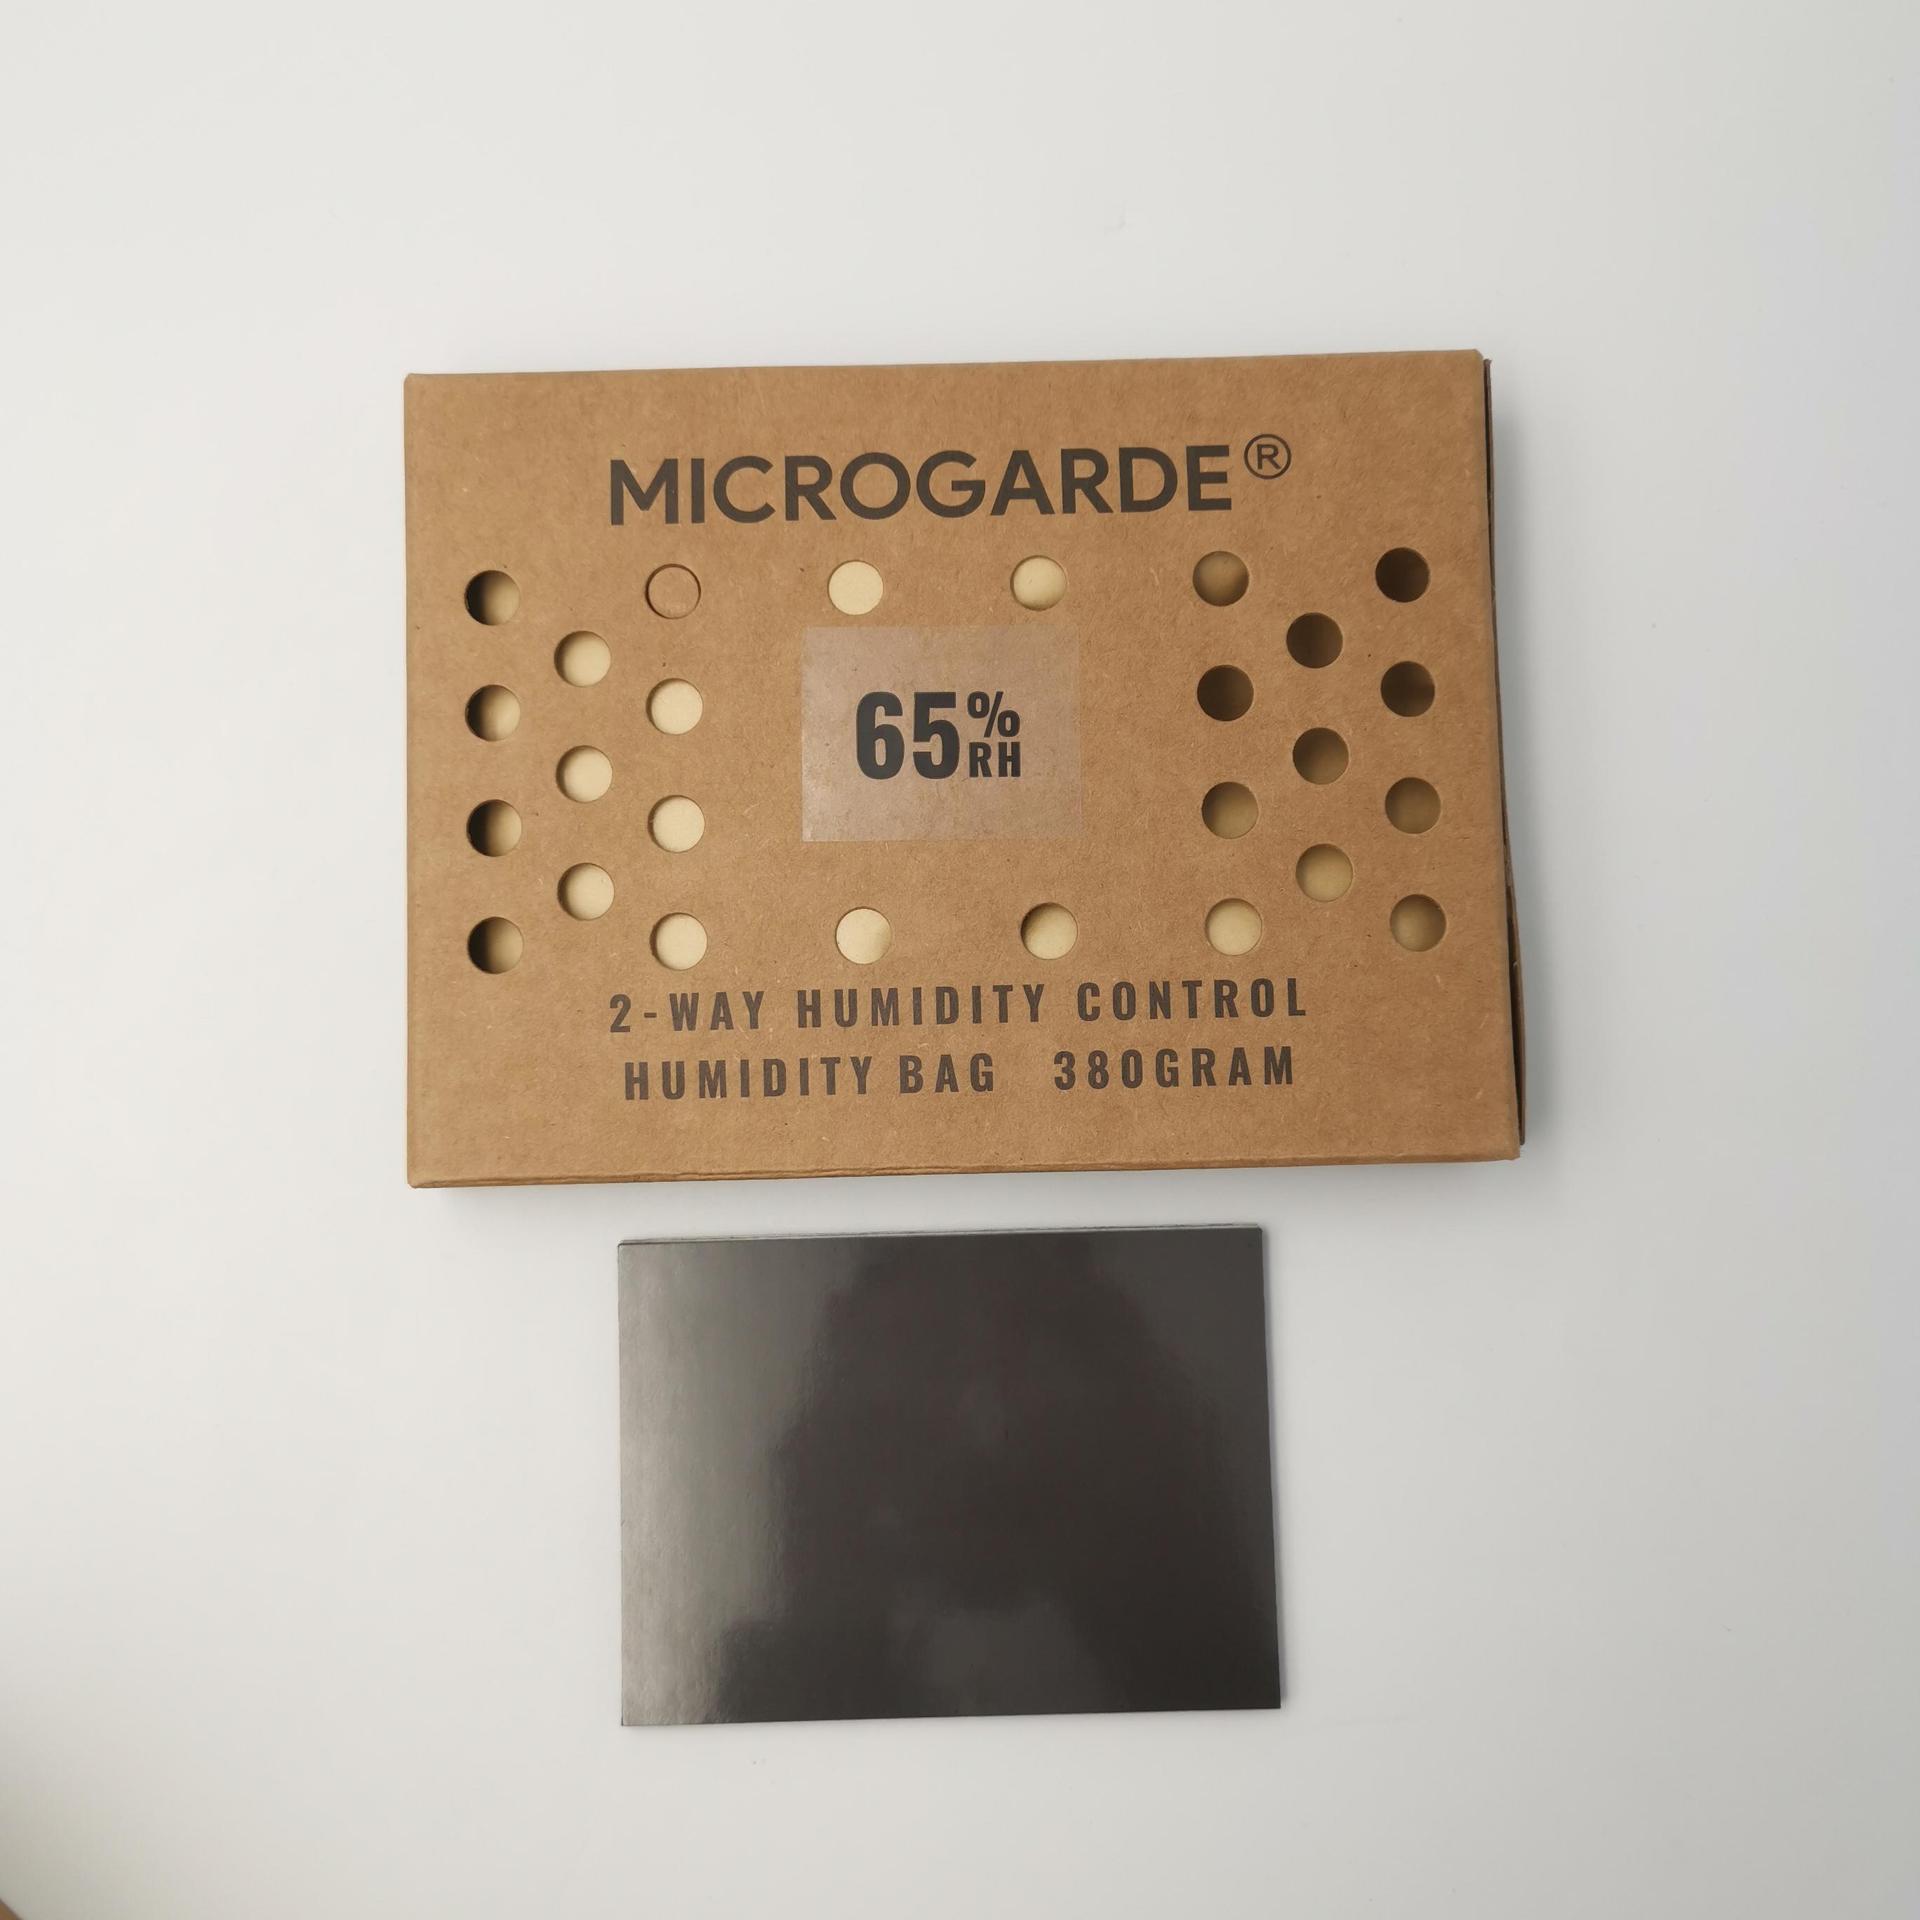 MICROGARDE®
65%
RH
2-WAY HUMIDITY CONTROL
HUMIDITY BAG 380GRAM